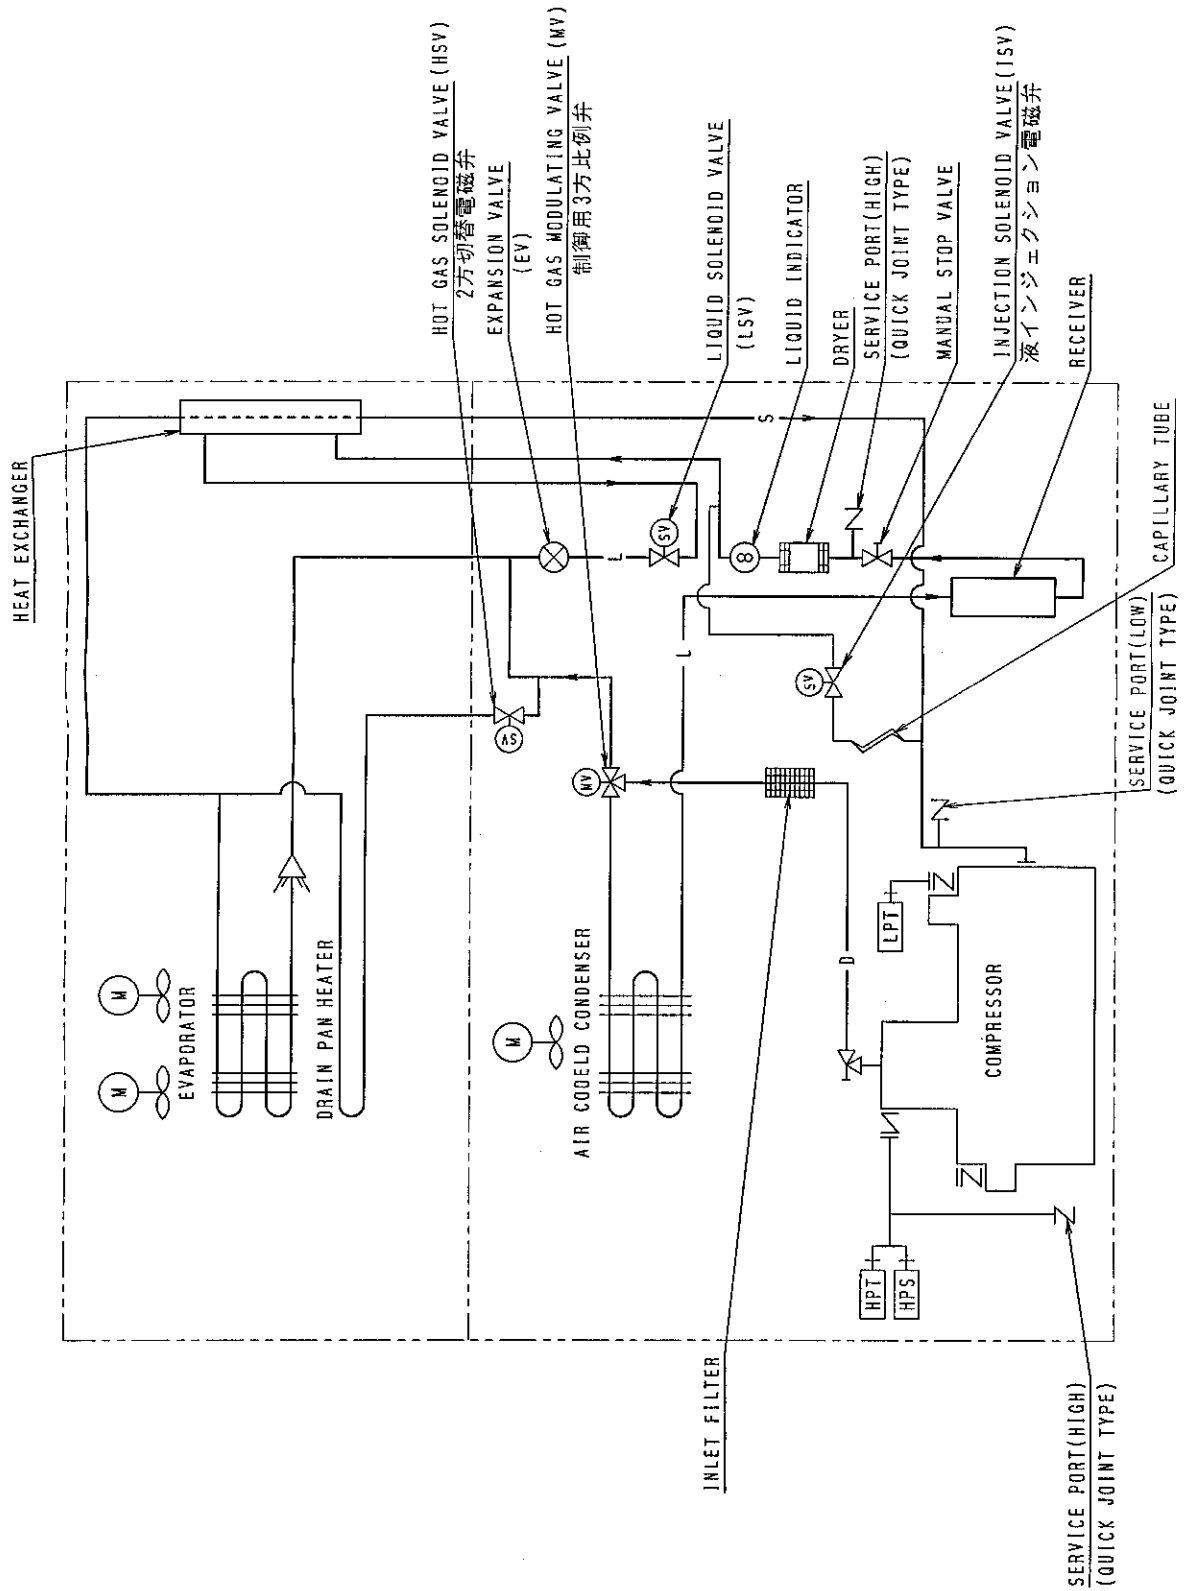 HEAT EXCHANGER
HOT GAS SOLENOID VALVE(HSV)
2方切替電磁弁
EXPANSION VALVE
(EV)
HOT GAS MODULATING VALVE(MV)
制御用3方比例弁
LIQUID SOLENOID VALVE
(LSV)
LIQUID INDICATOR
DRYER
SERVICE PORT(HIGH)
(QUICK JOINT TYPE)
MANUAL STOP VALVE
INJECTION SOLENOID VALVE(ISV)
液インジェクション電磁弁
RECEIVER
CAPILLARY TUBE
SERVICE PORT(LOW)
(QUICK JOINT TYPE)
M
M
EVAPORATOR
DRAIN PAN HEATER
M
AIR COOELD CONDENSER
SV
MV
SV
SV
8
S
L
L
D
LPT
COMPRESSOR
HPT
HPS
INLET FILTER
SERVICE PORT(HIGH)
(QUICK JOINT TYPE)